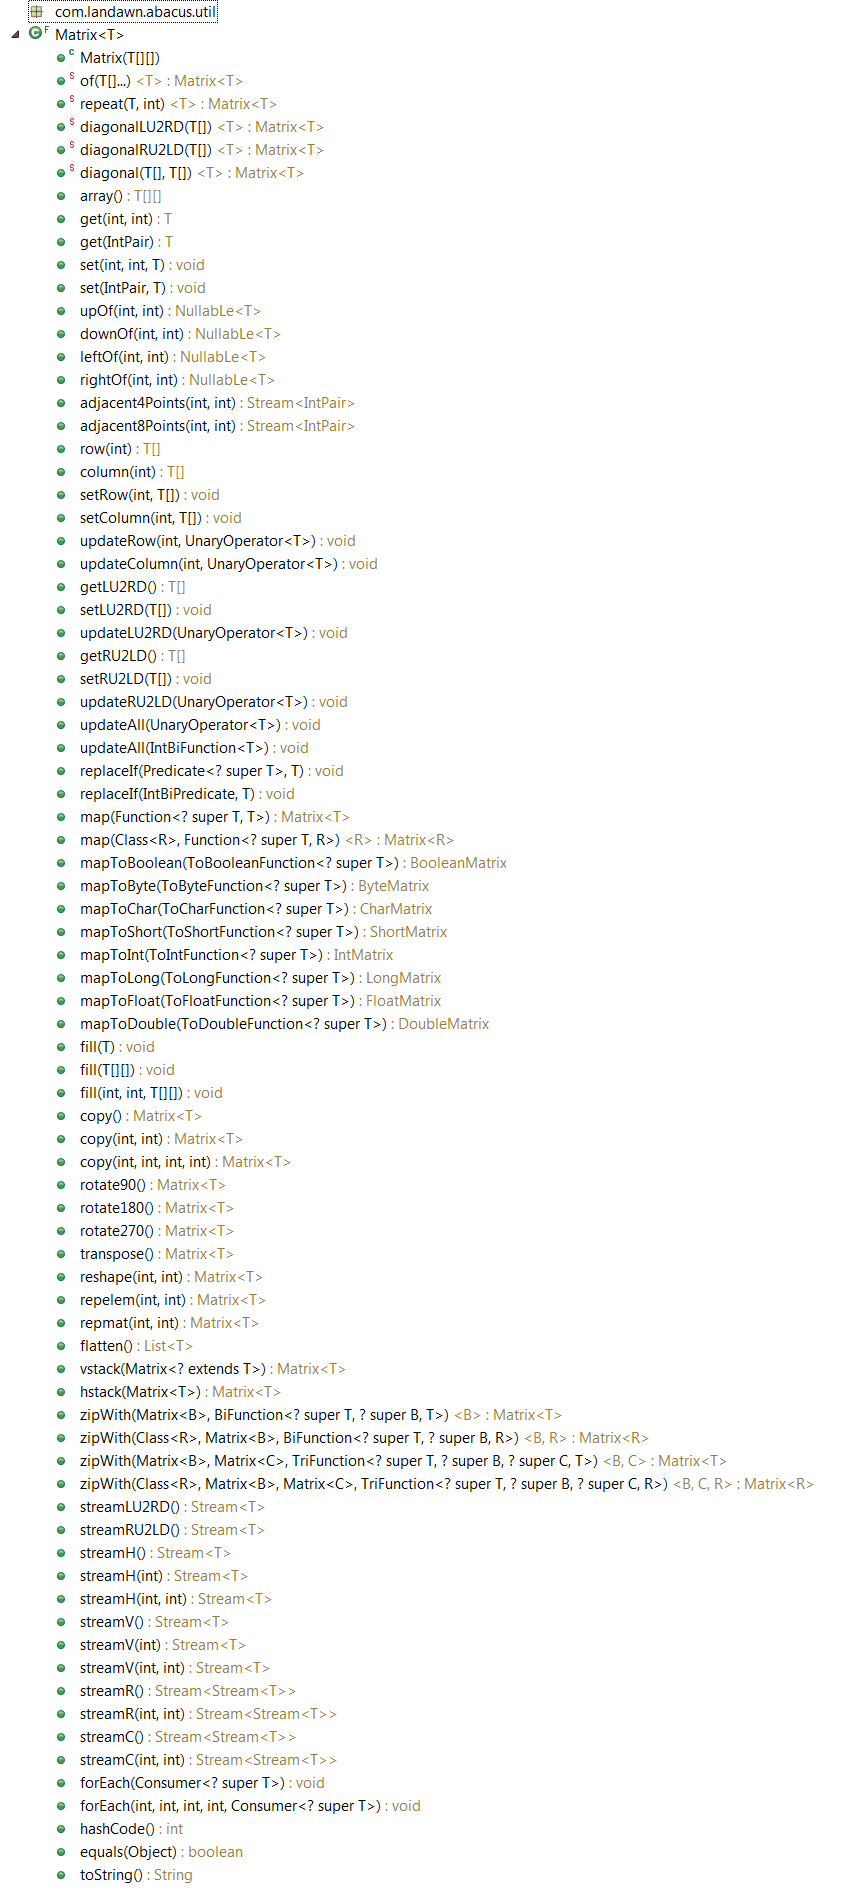 com.landawn.abacus.util
Matrix<T>
Matrix(T[][])
of(T[]...) <T> : Matrix<T>
repeat(T, int) <T> : Matrix<T>
diagonalLU2RD(T[]) <T> : Matrix<T>
diagonalRU2LD(T[]) <T> : Matrix<T>
diagonal(T[], T[]) <T> : Matrix<T>
array() : T[][]
get(int, int) : T
get(IntPair) : T
set(int, int, T) : void
set(IntPair, T) : void
upOf(int, int) : NullabLe<T>
downOf(int, int) : NullabLe<T>
leftOf(int, int) : NullabLe<T>
rightOf(int, int) : NullabLe<T>
adjacent4Points(int, int) : Stream<IntPair>
adjacent8Points(int, int) : Stream<IntPair>
row(int) : T[]
column(int) : T[]
setRow(int, T[]) : void
setColumn(int, T[]) : void
updateRow(int, UnaryOperator<T>) : void
updateColumn(int, UnaryOperator<T>) : void
getLU2RD() : T[]
setLU2RD(T[]) : void
updateLU2RD(UnaryOperator<T>) : void
getRU2LD() : T[]
setRU2LD(T[]) : void
updateRU2LD(UnaryOperator<T>) : void
updateAll(UnaryOperator<T>) : void
updateAll(IntBiFunction<T>) : void
replaceIf(Predicate<? super T>, T) : void
replaceIf(IntBiPredicate, T) : void
map(Function<? super T, T>) : Matrix<T>
map(Class<R>, Function<? super T, R>) <R> : Matrix<R>
mapToBoolean(ToBooleanFunction<? super T>) : BooleanMatrix
mapToByte(ToByteFunction<? super T>) : ByteMatrix
mapToChar(ToCharFunction<? super T>) : CharMatrix
mapToShort(ToShortFunction<? super T>) : ShortMatrix
mapToInt(ToIntFunction<? super T>) : IntMatrix
mapToLong(ToLongFunction<? super T>) : LongMatrix
mapToFloat(ToFloatFunction<? super T>) : FloatMatrix
mapToDouble(ToDoubleFunction<? super T>) : DoubleMatrix
fill(T) : void
fill(T[][]) : void
fill(int, int, T[][]) : void
copy() : Matrix<T>
copy(int, int) : Matrix<T>
copy(int, int, int, int) : Matrix<T>
rotate90() : Matrix<T>
rotate180() : Matrix<T>
rotate270() : Matrix<T>
transpose() : Matrix<T>
reshape(int, int) : Matrix<T>
repelem(int, int) : Matrix<T>
repmat(int, int) : Matrix<T>
flatten() : List<T>
vstack(Matrix<? extends T>) : Matrix<T>
hstack(Matrix<T>) : Matrix<T>
zipWith(Matrix<B>, BiFunction<? super T, ? super B, T>) <B> : Matrix<T>
zipWith(Class<R>, Matrix<B>, BiFunction<? super T, ? super B, R>) <B, R> : Matrix<R>
zipWith(Matrix<B>, Matrix<C>, TriFunction<? super T, ? super B, ? super C, T>) <B, C> : Matrix<T>
zipWith(Class<R>, Matrix<B>, Matrix<C>, TriFunction<? super T, ? super B, ? super C, R>) <B, C, R> : Matrix<R>
streamLU2RD() : Stream<T>
streamRU2LD() : Stream<T>
streamH() : Stream<T>
streamH(int) : Stream<T>
streamH(int, int) : Stream<T>
streamV() : Stream<T>
streamV(int) : Stream<T>
streamV(int, int) : Stream<T>
streamR() : Stream<Stream<T>>
streamR(int, int) : Stream<Stream<T>>
streamC() : Stream<Stream<T>>
streamC(int, int) : Stream<Stream<T>>
forEach(Consumer<? super T>) : void
forEach(int, int, int, int, Consumer<? super T>) : void
hashCode() : int
equals(Object) : boolean
toString() : String